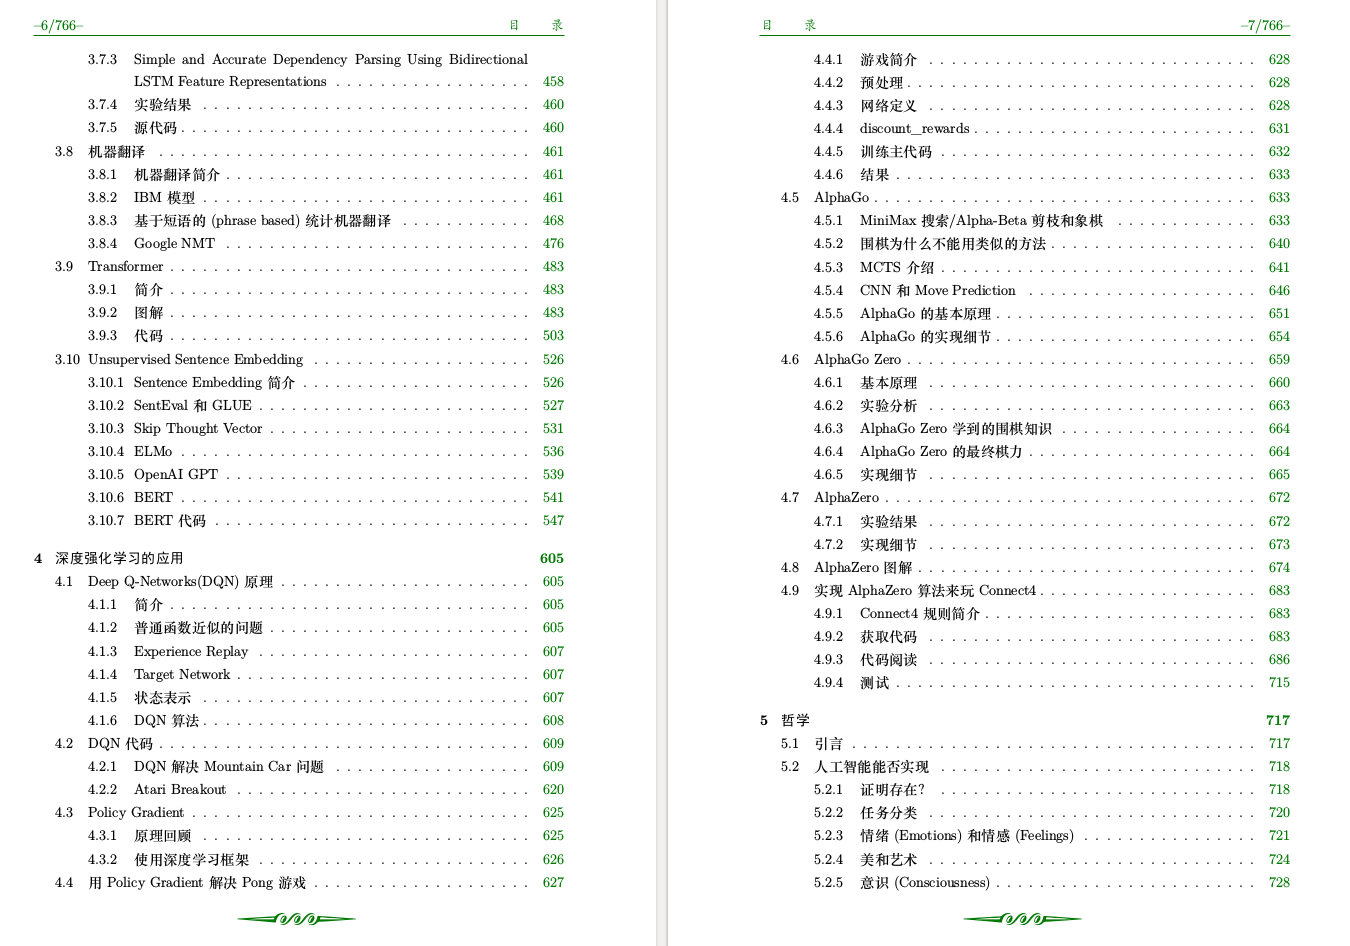 –6/766– 目 录
3.7.3 Simple and Accurate Dependency Parsing Using Bidirectional
LSTM Feature Representations . . . . . . . . . . . . . . . . . . 458
3.7.4 实验结果 . . . . . . . . . . . . . . . . . . 460
3.7.5 源代码 . . . . . . . . . . . . . . . . . . 460
3.8 机器翻译 . . . . . . . . . . . . . . . . . . 461
3.8.1 机器翻译简介 . . . . . . . . . . . . . . . . . . 461
3.8.2 IBM 模型 . . . . . . . . . . . . . . . . . . 461
3.8.3 基于短语的 (phrase based) 统计机器翻译 . . . . . . . . . . . . 468
3.8.4 Google NMT . . . . . . . . . . . . . . . . . . 476
3.9 Transformer . . . . . . . . . . . . . . . . . . 483
3.9.1 简介 . . . . . . . . . . . . . . . . . . 483
3.9.2 图解 . . . . . . . . . . . . . . . . . . 483
3.9.3 代码 . . . . . . . . . . . . . . . . . . 503
3.10 Unsupervised Sentence Embedding . . . . . . . . . . . . . . . . . . 526
3.10.1 Sentence Embedding 简介 . . . . . . . . . . . . . . . . . . 526
3.10.2 SentEval 和 GLUE . . . . . . . . . . . . . . . . . . 527
3.10.3 Skip Thought Vector . . . . . . . . . . . . . . . . . . 531
3.10.4 ELMo . . . . . . . . . . . . . . . . . . 536
3.10.5 OpenAI GPT . . . . . . . . . . . . . . . . . . 539
3.10.6 BERT . . . . . . . . . . . . . . . . . . 541
3.10.7 BERT 代码 . . . . . . . . . . . . . . . . . . 547
4 深度强化学习的应用 605
4.1 Deep Q-Networks(DQN) 原理 . . . . . . . . . . . . . . . . . . 605
4.1.1 简介 . . . . . . . . . . . . . . . . . . 605
4.1.2 普通函数近似的问题 . . . . . . . . . . . . . . . . . . 605
4.1.3 Experience Replay . . . . . . . . . . . . . . . . . . 607
4.1.4 Target Network . . . . . . . . . . . . . . . . . . 607
4.1.5 状态表示 . . . . . . . . . . . . . . . . . . 607
4.1.6 DQN 算法 . . . . . . . . . . . . . . . . . . 608
4.2 DQN 代码 . . . . . . . . . . . . . . . . . . 609
4.2.1 DQN 解决 Mountain Car 问题 . . . . . . . . . . . . . . . . . . 609
4.2.2 Atari Breakout . . . . . . . . . . . . . . . . . . 620
4.3 Policy Gradient . . . . . . . . . . . . . . . . . . 625
4.3.1 原理回顾 . . . . . . . . . . . . . . . . . . 625
4.3.2 使用深度学习框架 . . . . . . . . . . . . . . . . . . 626
4.4 用 Policy Gradient 解决 Pong 游戏 . . . . . . . . . . . . . . . . . . 627
目 录 –7/766–
4.4.1 游戏简介 . . . . . . . . . . . . . . . . . . 628
4.4.2 预处理 . . . . . . . . . . . . . . . . . . 628
4.4.3 网络定义 . . . . . . . . . . . . . . . . . . 628
4.4.4 discount_rewards . . . . . . . . . . . . . . . . . . 631
4.4.5 训练主代码 . . . . . . . . . . . . . . . . . . 632
4.4.6 结果 . . . . . . . . . . . . . . . . . . 633
4.5 AlphaGo . . . . . . . . . . . . . . . . . . 633
4.5.1 MiniMax 搜索/Alpha-Beta 剪枝和象棋 . . . . . . . . . . . . . 633
4.5.2 围棋为什么不能用类似的方法 . . . . . . . . . . . . . . . . . . 640
4.5.3 MCTS 介绍 . . . . . . . . . . . . . . . . . . 641
4.5.4 CNN 和 Move Prediction . . . . . . . . . . . . . . . . . . 646
4.5.5 AlphaGo 的基本原理 . . . . . . . . . . . . . . . . . . 651
4.5.6 AlphaGo 的实现细节 . . . . . . . . . . . . . . . . . . 654
4.6 AlphaGo Zero . . . . . . . . . . . . . . . . . . 659
4.6.1 基本原理 . . . . . . . . . . . . . . . . . . 660
4.6.2 实验分析 . . . . . . . . . . . . . . . . . . 663
4.6.3 AlphaGo Zero 学到的围棋知识 . . . . . . . . . . . . . . . . . . 664
4.6.4 AlphaGo Zero 的最终棋力 . . . . . . . . . . . . . . . . . . 664
4.6.5 实现细节 . . . . . . . . . . . . . . . . . . 665
4.7 AlphaZero . . . . . . . . . . . . . . . . . . 672
4.7.1 实验结果 . . . . . . . . . . . . . . . . . . 672
4.7.2 实现细节 . . . . . . . . . . . . . . . . . . 673
4.8 AlphaZero 图解 . . . . . . . . . . . . . . . . . . 674
4.9 实现 AlphaZero 算法来玩 Connect4 . . . . . . . . . . . . . . . . . . 683
4.9.1 Connect4 规则简介 . . . . . . . . . . . . . . . . . . 683
4.9.2 获取代码 . . . . . . . . . . . . . . . . . . 683
4.9.3 代码阅读 . . . . . . . . . . . . . . . . . . 686
4.9.4 测试 . . . . . . . . . . . . . . . . . . 715
5 哲学 717
5.1 引言 . . . . . . . . . . . . . . . . . . 717
5.2 人工智能能否实现 . . . . . . . . . . . . . . . . . . 718
5.2.1 证明存在? . . . . . . . . . . . . . . . . . . 718
5.2.2 任务分类 . . . . . . . . . . . . . . . . . . 720
5.2.3 情绪 (Emotions) 和情感 (Feelings) . . . . . . . . . . . . . . . . 721
5.2.4 美和艺术 . . . . . . . . . . . . . . . . . . 724
5.2.5 意识 (Consciousness) . . . . . . . . . . . . . . . . . . 728